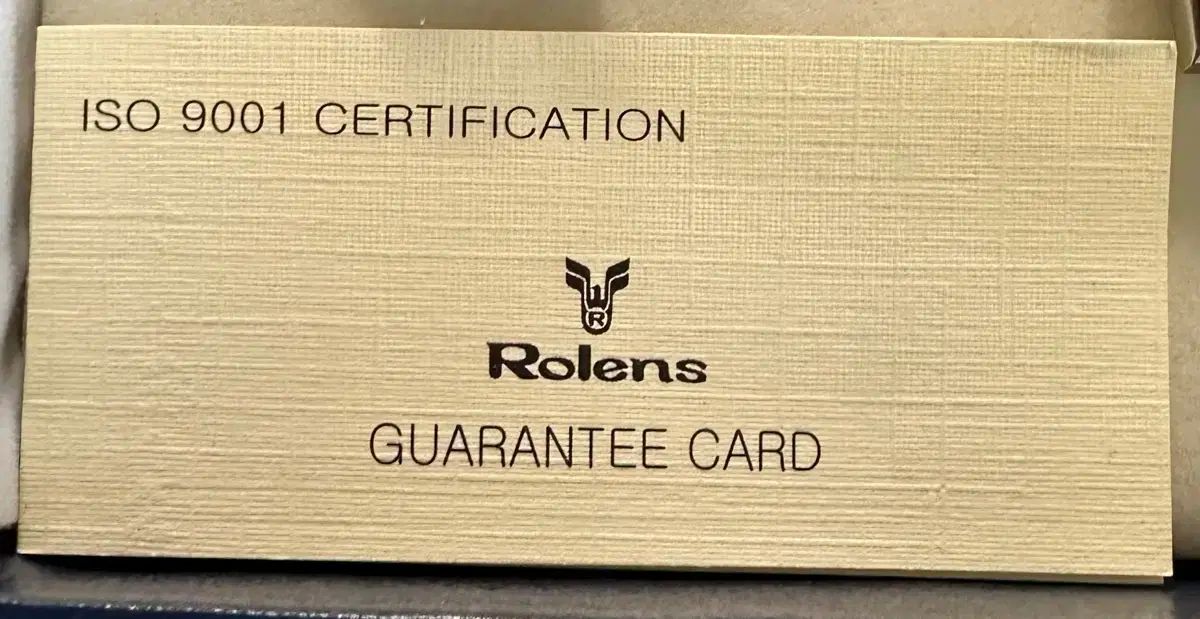 ISO 9001 CERTIFICATION
R
Rolens
GUARANTEE CARD